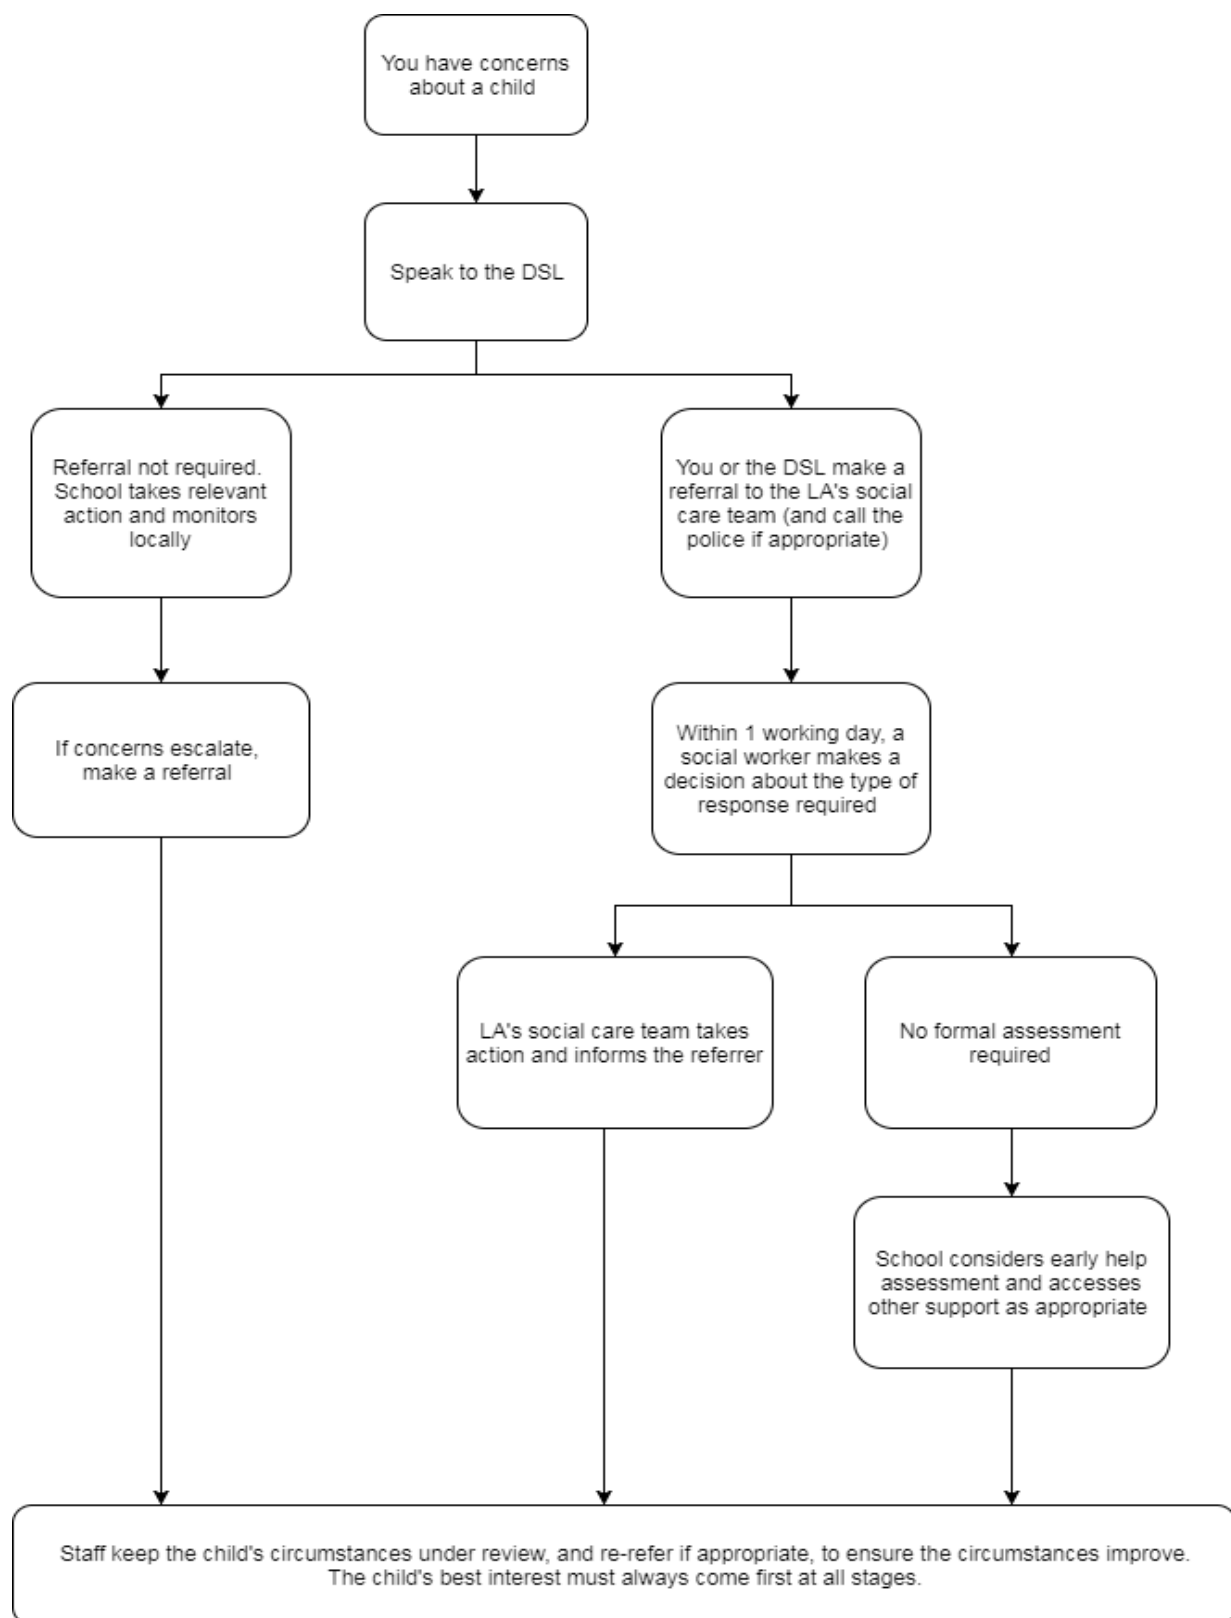 You have concerns
about a child
Speak to the DSL
Referral not required.
School takes relevant
action and monitors
locally
You or the DSL make a
referral to the LA's social
care team (and call the
police if appropriate)
If concerns escalate,
make a referral
Within 1 working day, a
social worker makes a
decision about the type of
response required
LA's social care team takes
action and informs the referrer
No formal assessment
required
School considers early help
assessment and accesses
other support as appropriate
Staff keep the child's circumstances under review, and re-refer if appropriate, to ensure the circumstances improve.
The child's best interest must always come first at all stages.